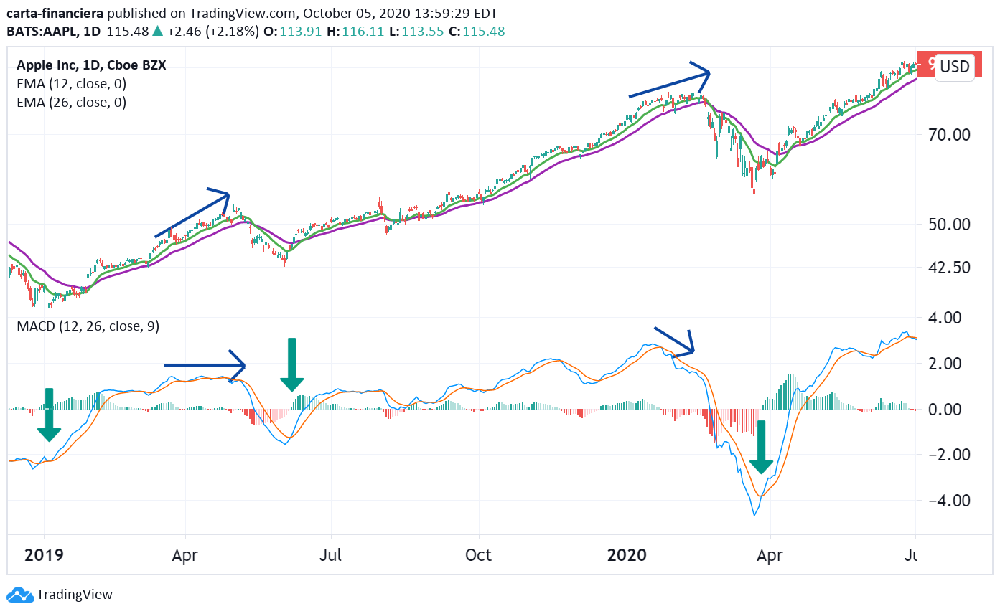 carta-financiera published on TradingView.com, October 05, 2020 13:59:29 EDT
BATS:AAPL, 1D 115.48 ▲ +2.46 (+2.18%) O:113.91 H:116.11 L:113.55 C:115.48
Apple Inc, 1D, Cboe BZX
EMA (12, close, 0)
EMA (26, close, 0)
9
USD
70.00
50.00
42.50
MACD (12, 26, close, 9)
4.00
2.00
0.00
−2.00
−4.00
2019 Apr Jul Oct 2020 Apr Ju
TradingView